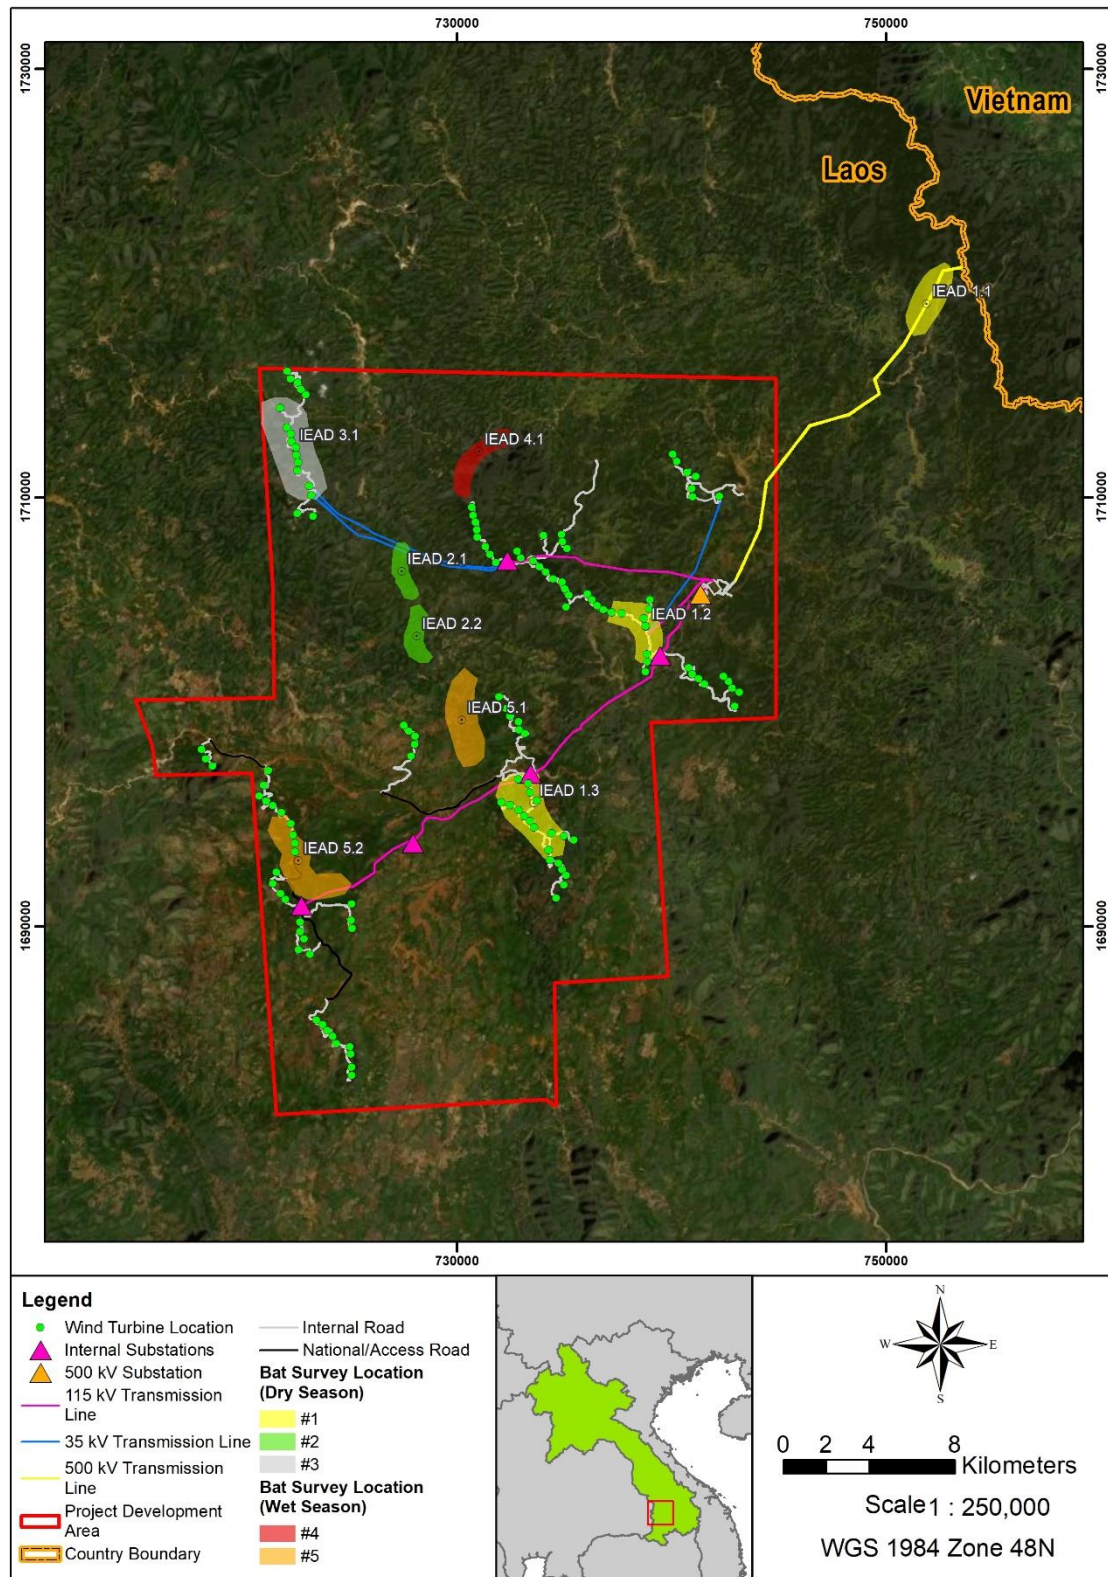 730000
750000
1730000
1730000
Vietnam
Laos
IEAD 1.1
IEAD 3.1
IEAD 4.1
1710000
1710000
IEAD 2.1
IEAD 1.2
IEAD 2.2
IEAD 5.1
IEAD 1.3
IEAD 5.2
1690000
1690000
730000
750000
Legend
Wind Turbine Location
Internal Substations
500 kV Substation
115 kV Transmission
Line
35 kV Transmission Line
500 kV Transmission
Line
Project Development
Area
Country Boundary
Internal Road
National/Access Road
Bat Survey Location
(Dry Season)
#1
#2
#3
Bat Survey Location
(Wet Season)
#4
#5
N
W
E
S
0 2 4 8
Kilometers
Scale 1 : 250,000
WGS 1984 Zone 48N